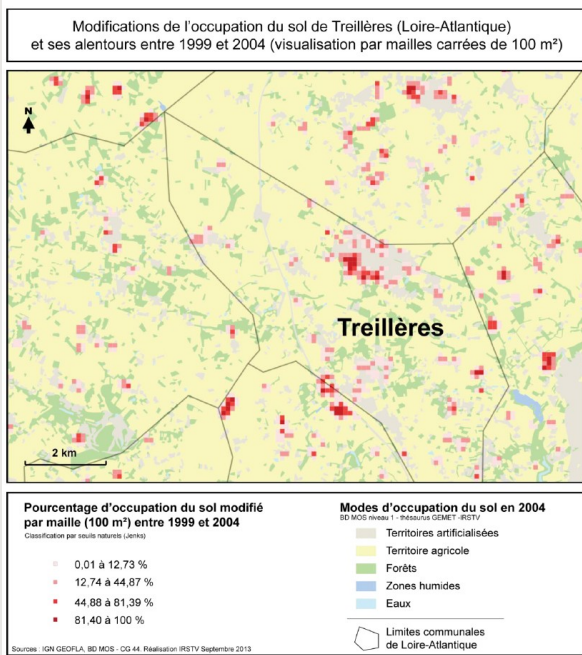 Modifications de l'occupation du sol de Treillères (Loire-Atlantique)
et ses alentours entre 1999 et 2004 (visualisation par mailles carrées de 100 m²)
N
Treillères
2 km
Pourcentage d'occupation du sol modifié
par maille (100 m²) entre 1999 et 2004
Classification par seuils naturels (Jenks)
0,01 à 12,73 %
12,74 à 44,87 %
44,88 à 81,39 %
81,40 à 100 %
Sources : IGN GEOFLA, BD MOS - CG 44. Réalisation IRSTV Septembre 2013
Modes d'occupation du sol en 2004
BD MOS niveau 1 - thésaurus GEMET -IRSTV
Territoires artificialisées
Territoire agricole
Forêts
Zones humides
Eaux
Limites communales
de Loire-Atlantique